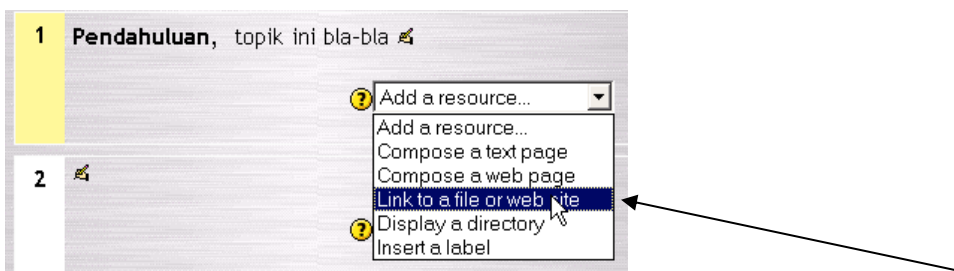 1 Pendahuluan, topik ini bla-bla
? Add a resource...
Add a resource...
Compose a text page
Compose a web page
2
Link to a file or web site
? Display a directory
Insert a label